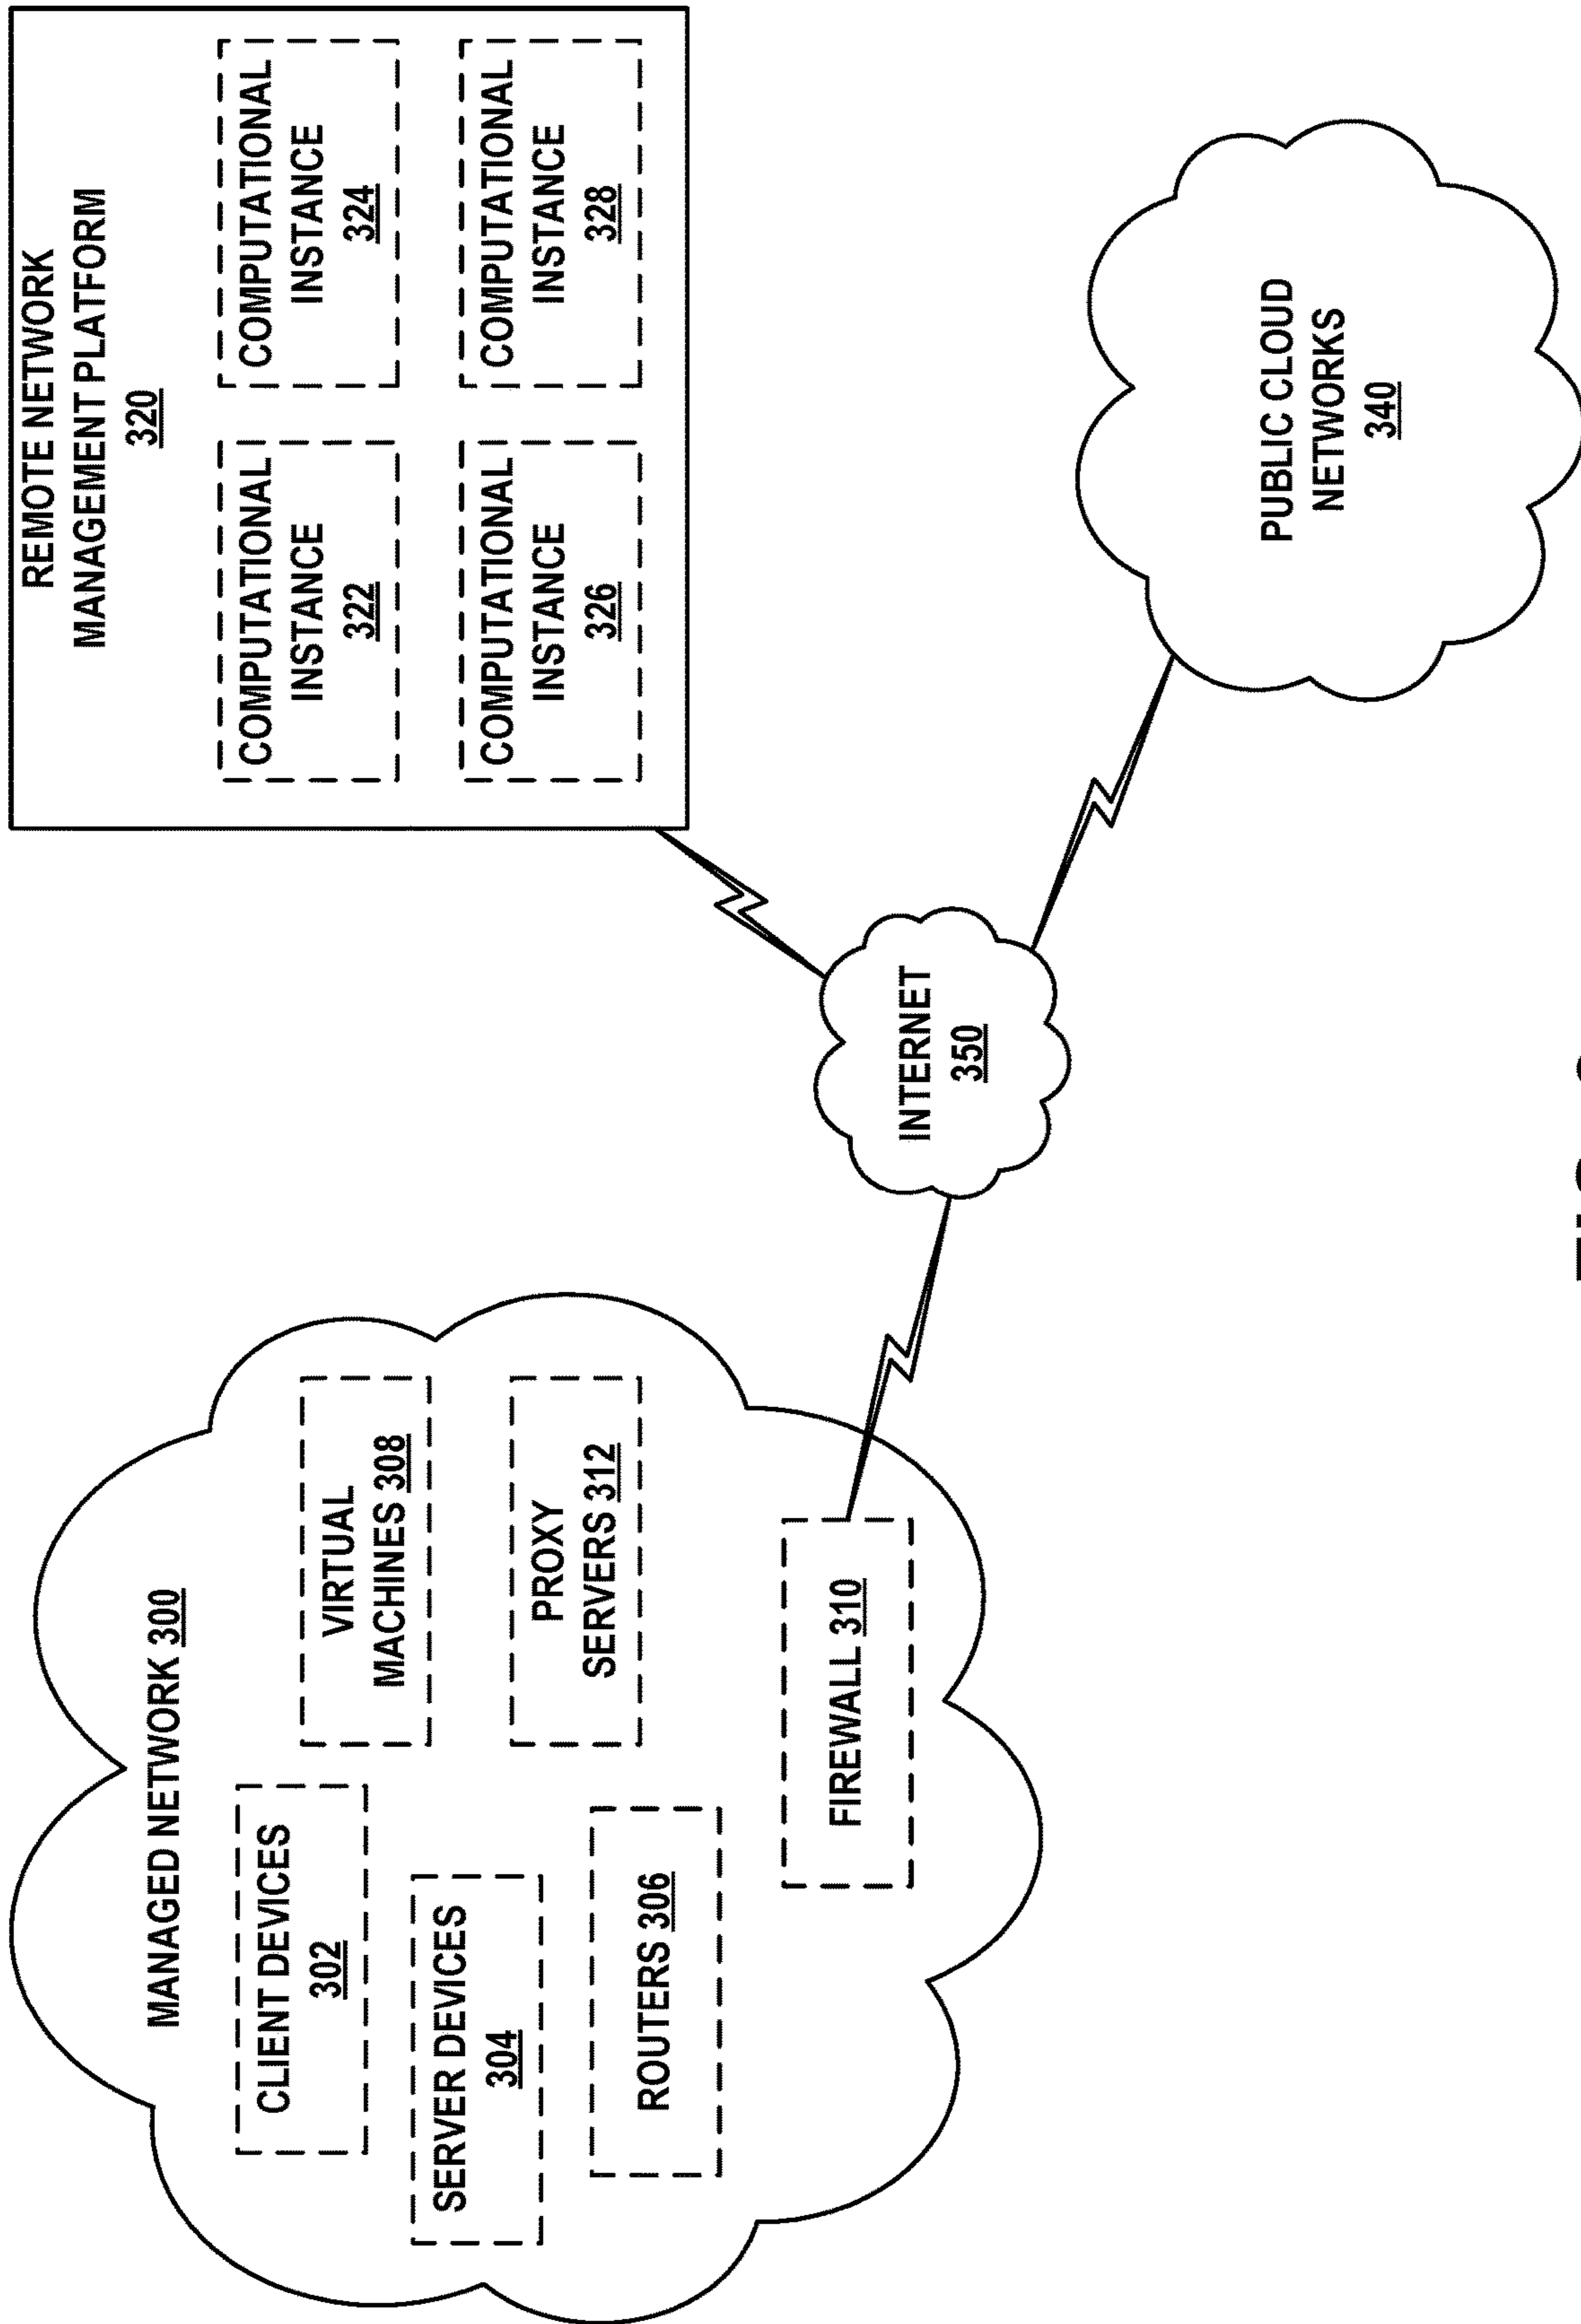 MANAGED NETWORK 300
CLIENT DEVICES
302
SERVER DEVICES
304
ROUTERS 306
VIRTUAL
MACHINES 308
PROXY
SERVERS 312
FIREWALL 310
INTERNET
350
REMOTE NETWORK
MANAGEMENT PLATFORM
320
COMPUTATIONAL
INSTANCE
322
COMPUTATIONAL
INSTANCE
324
COMPUTATIONAL
INSTANCE
326
COMPUTATIONAL
INSTANCE
328
PUBLIC CLOUD
NETWORKS
340